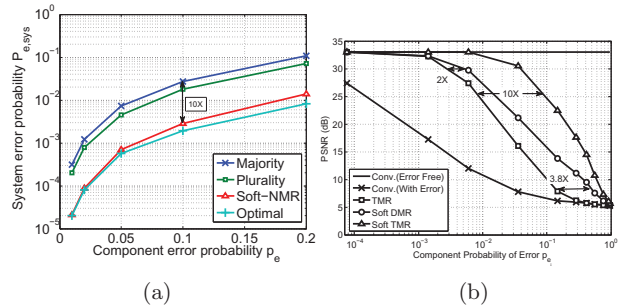 System error probability P_e,sys
10^0
10^-1
10^-2
10^-3
10^-4
10^-5
10X
Majority
Plurality
Soft-NMR
Optimal
0 0.05 0.1 0.15 0.2
Component error probability p_e
(a)
PSNR (dB)
35
30
25
20
15
10
5
0
2X
10X
3.8X
Conv.(Error Free)
Conv.(With Error)
TMR
Soft DMR
Soft TMR
10^-4 10^-3 10^-2 10^-1 10^0
Component Probability of Error p_e
(b)